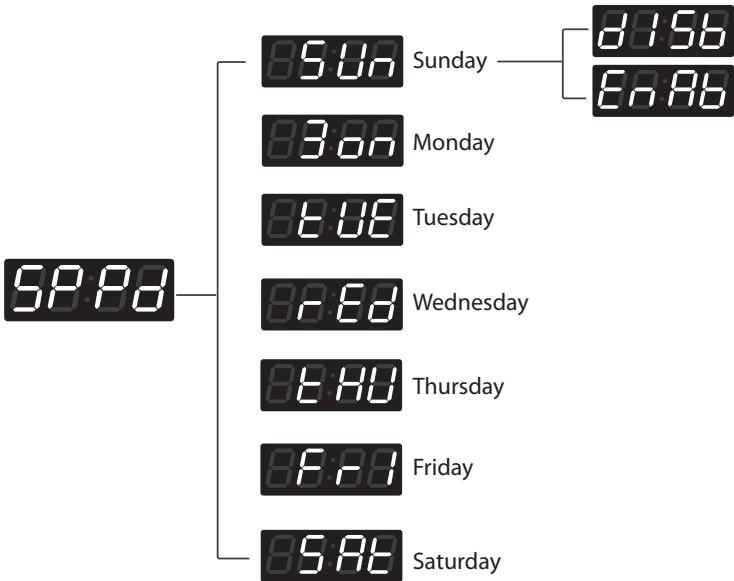 SUn Sunday
d1Sb
EnAb
3on Monday
tUE Tuesday
SPPd
rEd Wednesday
tHU Thursday
Fr1 Friday
SAt Saturday